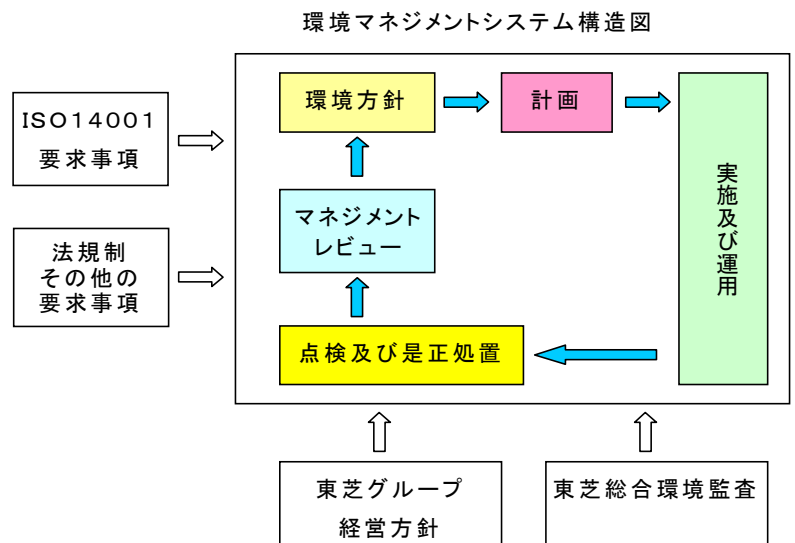 環境マネジメントシステム構造図
環境方針
計画
ISO14001
要求事項
マネジメント
レビュー
実施及び運用
法規制
その他の
要求事項
点検及び是正処置
東芝グループ
経営方針
東芝総合環境監査